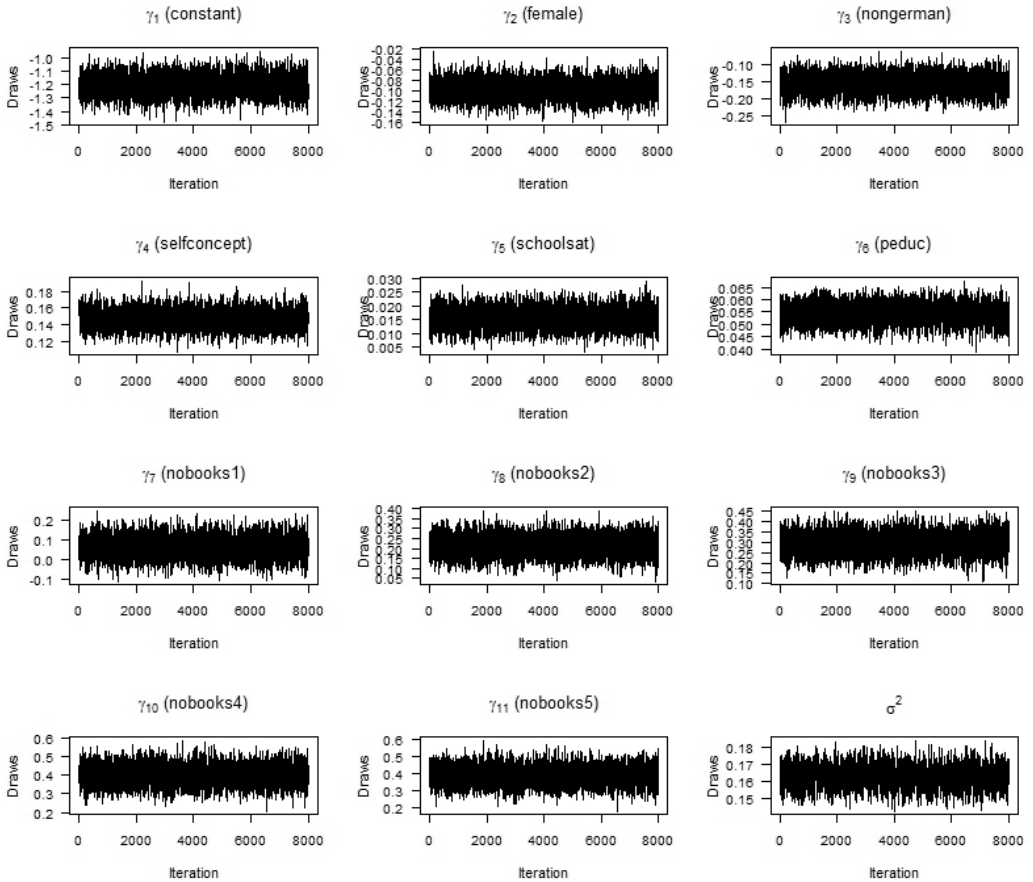 γ1 (constant)
γ2 (female)
γ3 (nongerman)
Draws
-1.0
-1.1
-1.2
-1.3
-1.4
-1.5
0 2000 4000 6000 8000
Iteration
Draws
-0.02
-0.04
-0.06
-0.08
-0.10
-0.12
-0.14
-0.16
0 2000 4000 6000 8000
Iteration
Draws
-0.10
-0.15
-0.20
-0.25
0 2000 4000 6000 8000
Iteration
γ4 (selfconcept)
γ5 (schoolsat)
γ6 (peduc)
Draws
0.18
0.16
0.14
0.12
0 2000 4000 6000 8000
Iteration
Draws
0.030
0.025
0.020
0.015
0.010
0.005
0 2000 4000 6000 8000
Iteration
Draws
0.065
0.060
0.055
0.050
0.045
0.040
0 2000 4000 6000 8000
Iteration
γ7 (nobooks1)
γ8 (nobooks2)
γ9 (nobooks3)
Draws
0.2
0.1
0.0
-0.1
0 2000 4000 6000 8000
Iteration
Draws
0.40
0.35
0.30
0.25
0.20
0.15
0.10
0.05
0 2000 4000 6000 8000
Iteration
Draws
0.45
0.40
0.35
0.30
0.25
0.20
0.15
0.10
0 2000 4000 6000 8000
Iteration
γ10 (nobooks4)
γ11 (nobooks5)
σ2
Draws
0.6
0.5
0.4
0.3
0.2
0 2000 4000 6000 8000
Iteration
Draws
0.6
0.5
0.4
0.3
0.2
0 2000 4000 6000 8000
Iteration
Draws
0.18
0.17
0.16
0.15
0 2000 4000 6000 8000
Iteration